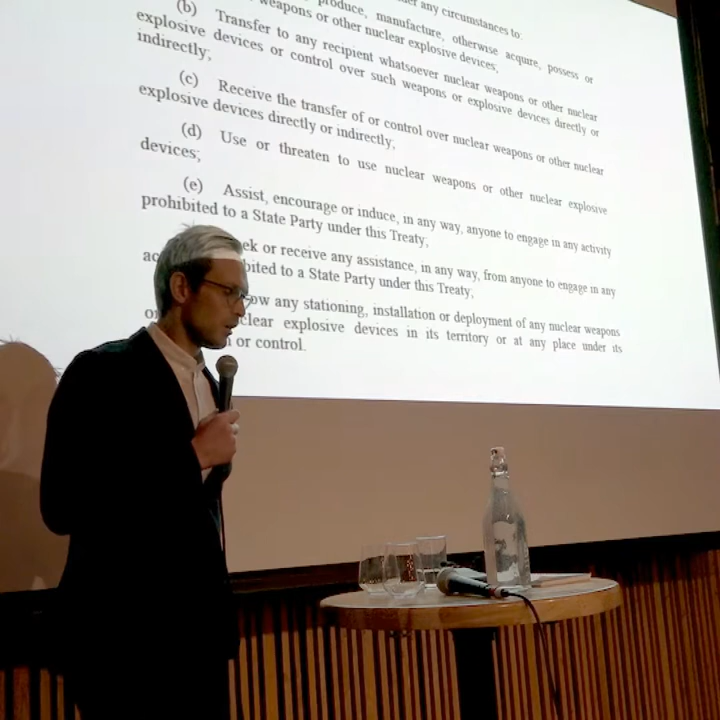 any circumstances to:
produce, manufacture, otherwise acquire, possess or
weapons or other nuclear explosive devices;
(b) Transfer to any recipient whatsoever nuclear weapons or other nuclear
explosive devices or control over such weapons or explosive devices directly or
indirectly;
(c) Receive the transfer of or control over nuclear weapons or other nuclear
explosive devices directly or indirectly;
(d) Use or threaten to use nuclear weapons or other nuclear explosive
devices;
(e) Assist, encourage or induce, in any way, anyone to engage in any activity
prohibited to a State Party under this Treaty;
ek or receive any assistance, in any way, from anyone to engage in any
ac bited to a State Party under this Treaty;
ow any stationing, installation or deployment of any nuclear weapons
o clear explosive devices in its territory or at any place under its
or control.